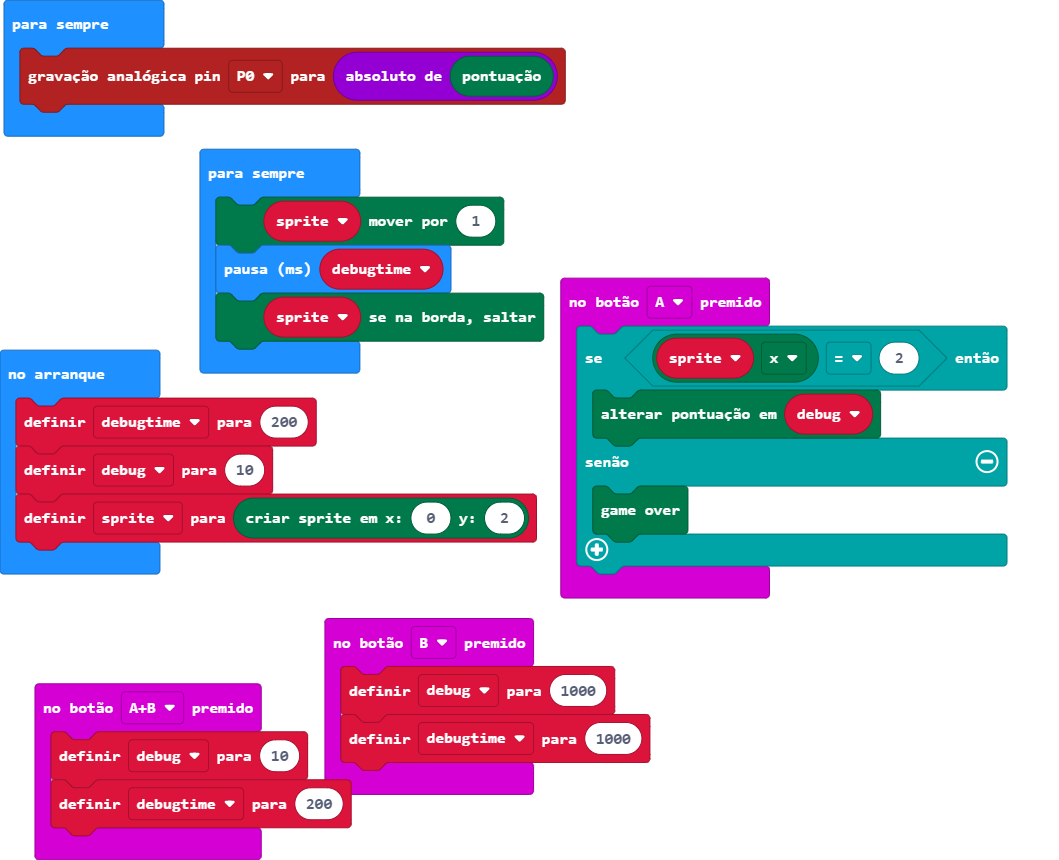 para sempre
gravação analógica pin P0 para absoluto de pontuação
para sempre
sprite mover por 1
pausa (ms) debugtime
sprite se na borda, saltar
no botão A premido
se sprite x = 2 então
alterar pontuação em debug
senão
game over
no arranque
definir debugtime para 200
definir debug para 10
definir sprite para criar sprite em x: 0 y: 2
no botão B premido
definir debug para 1000
definir debugtime para 1000
no botão A+B premido
definir debug para 10
definir debugtime para 200